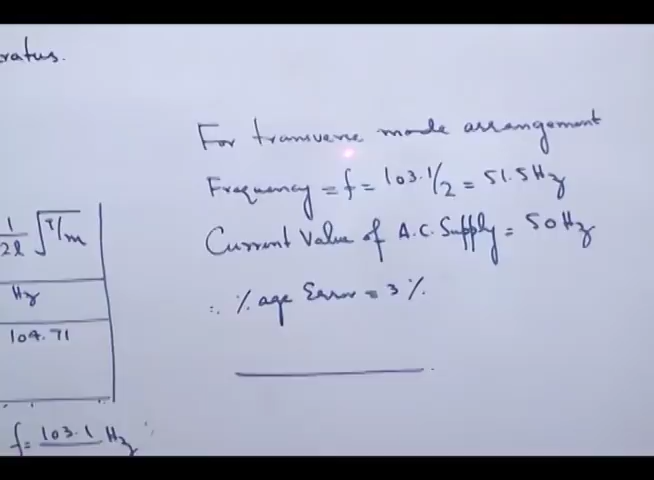 ratus.
For transverse mode arrangement
Frequency = f = 103.1/2 = 51.5 Hz
Current Value of A.C. Supply = 50 Hz
∴ % age Error = 3 %.
1/2l √T/m
Hz
104.71
f = 103.1 Hz